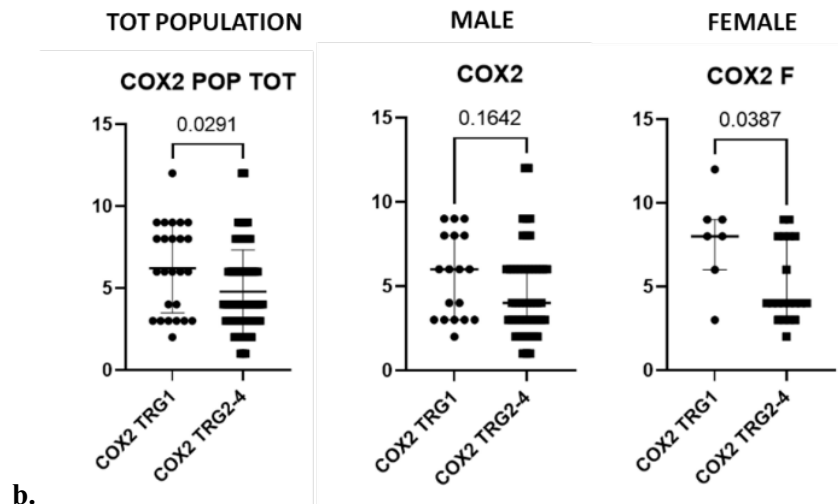 TOT POPULATION
COX2 POP TOT
0.0291
15
10
5
0
COX2 TRG1
COX2 TRG2-4
MALE
COX2
0.1642
15
10
5
0
COX2 TRG1
COX2 TRG2-4
FEMALE
COX2 F
0.0387
15
10
5
0
COX2 TRG1
COX2 TRG2-4
b.